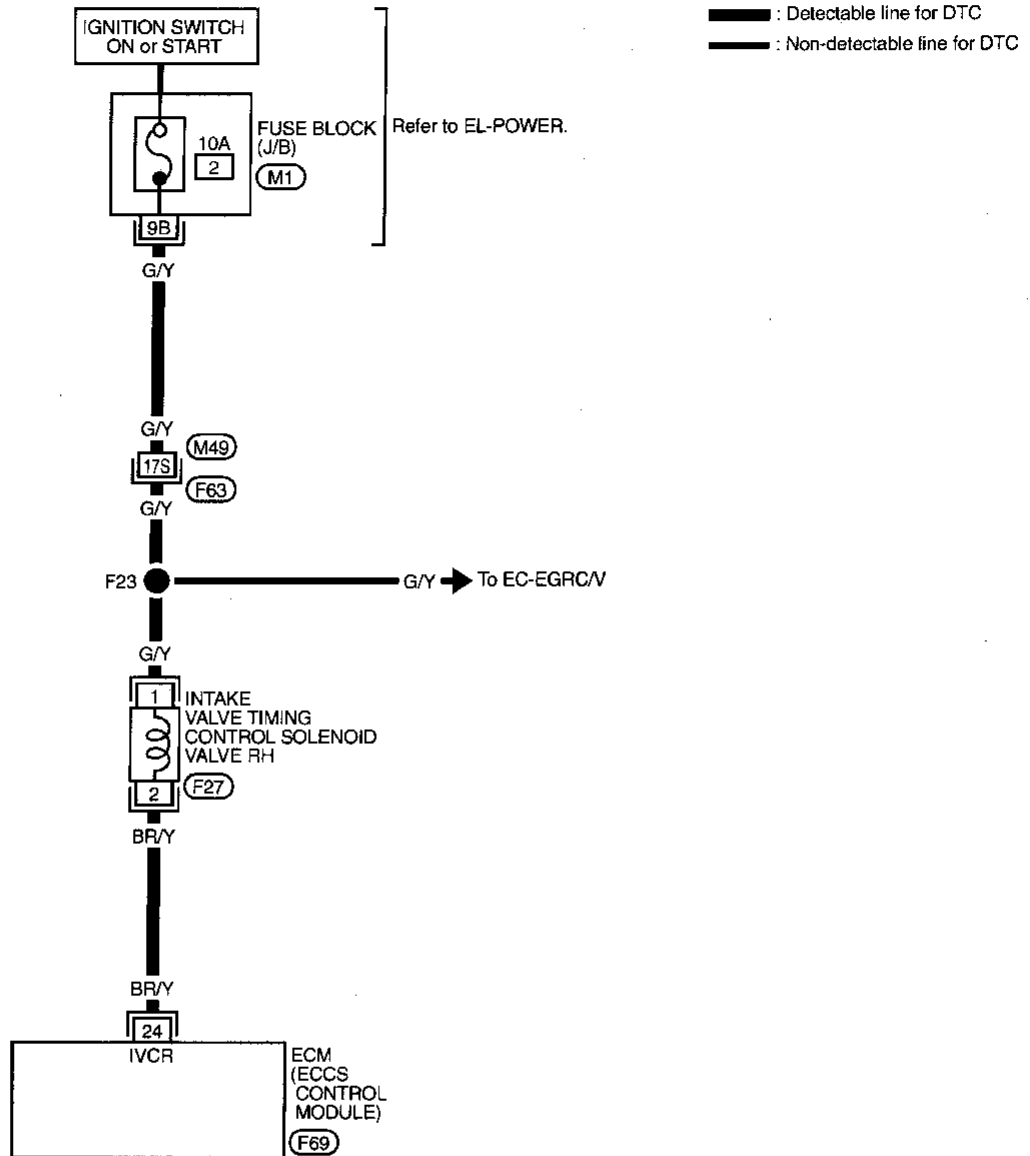 IGNITION SWITCH
ON or START
: Detectable line for DTC
: Non-detectable line for DTC
10A
2
FUSE BLOCK
(J/B)
M1
Refer to EL-POWER.
9B
G/Y
G/Y
M49
17S
F63
G/Y
F23
G/Y
To EC-EGRC/V
G/Y
1
INTAKE
VALVE TIMING
CONTROL SOLENOID
VALVE RH
2
F27
BR/Y
BR/Y
24
IVCR
ECM
(ECCS
CONTROL
MODULE)
F69